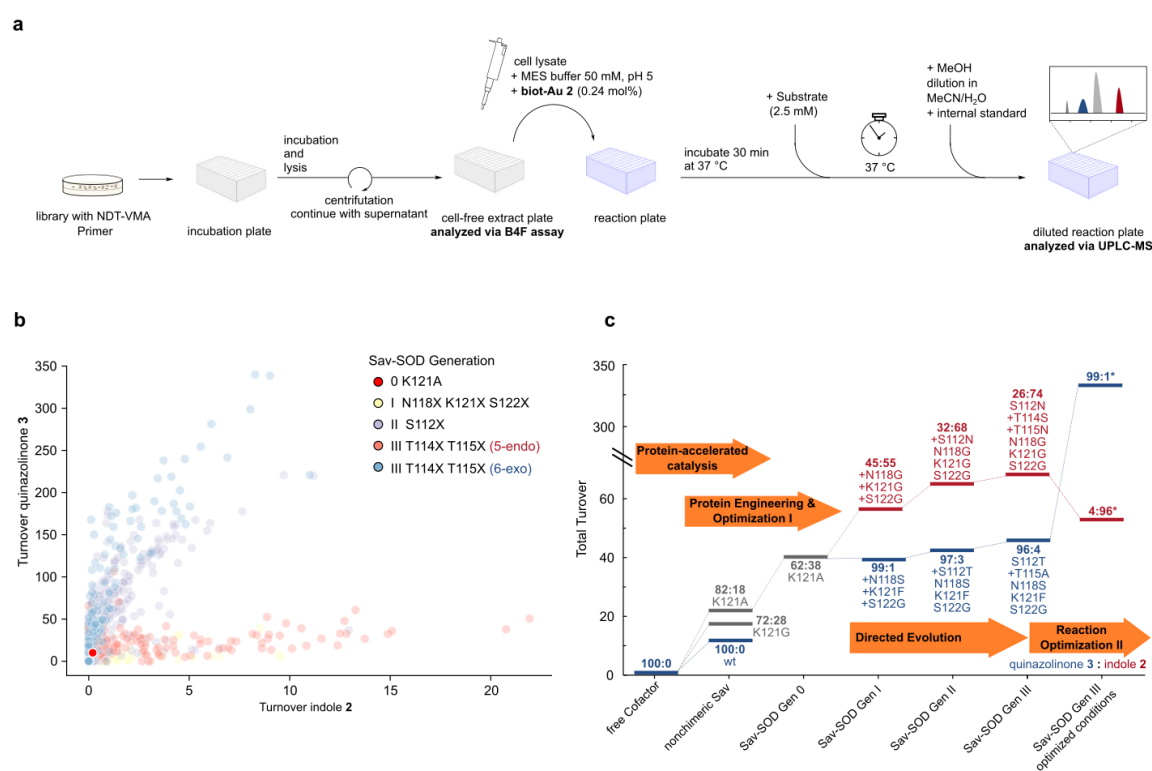 a
cell lysate
+ MES buffer 50 mM, pH 5
+ biot-Au 2 (0.24 mol%)
+ MeOH
dilution in
MeCN/H₂O
+ internal standard
+ Substrate
(2.5 mM)
incubation
and
lysis
incubate 30 min
at 37 °C
37 °C
centrifutation
continue with supernatant
library with NDT-VMA
Primer
incubation plate
cell-free extract plate
analyzed via B4F assay
reaction plate
diluted reaction plate
analyzed via UPLC-MS
b
Turnover quinazolinone 3
350
300
250
200
150
100
50
0
0
5
10
15
20
Turnover indole 2
Sav-SOD Generation
0 K121A
I N118X K121X S122X
II S112X
III T114X T115X (5-endo)
III T114X T115X (6-exo)
c
Total Turover
350
300
60
40
20
0
Protein-accelerated
catalysis
Protein Engineering &
Optimization I
Directed Evolution
Reaction
Optimization II
quinazolinone 3 : indole 2
100:0
82:18
K121A
72:28
K121G
100:0
wt
62:38
K121A
45:55
+N118G
+K121G
+S122G
99:1
+N118S
+K121F
+S122G
32:68
+S112N
N118G
K121G
S122G
97:3
+S112T
N118S
K121F
S122G
26:74
S112N
+T114S
+T115N
N118G
K121G
S122G
96:4
S112T
+T115A
N118S
K121F
S122G
99:1*
4:96*
free Cofactor
nonchimeric Sav
Sav-SOD Gen 0
Sav-SOD Gen I
Sav-SOD Gen II
Sav-SOD Gen III
Sav-SOD Gen III
optimized conditions